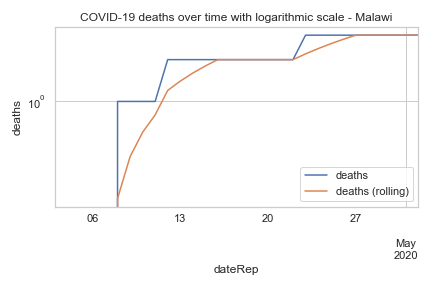 COVID-19 deaths over time with logarithmic scale - Malawi
deaths
10⁰
deaths
deaths (rolling)
06 13 20 27
May
2020
dateRep